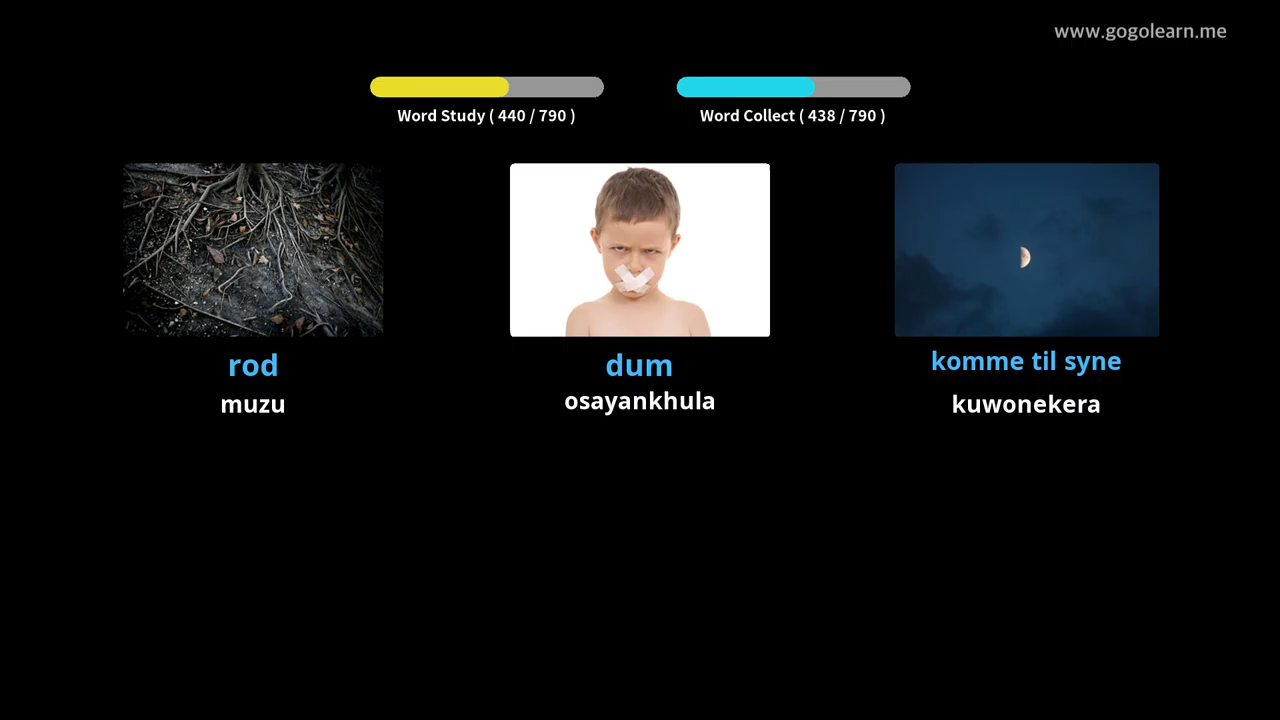 www.gogolearn.me
Word Study ( 440 / 790 )
Word Collect ( 438 / 790 )
rod
dum
komme til syne
muzu
osayankhula
kuwonekera